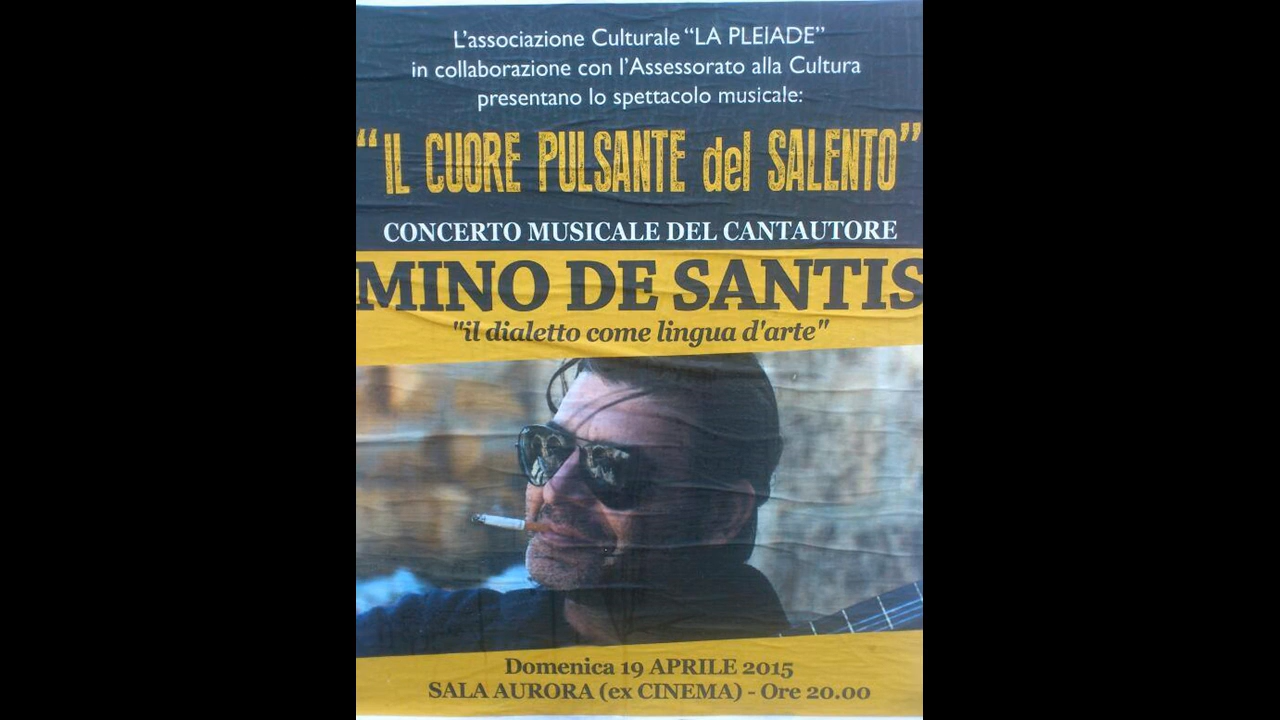 L'associazione Culturale "LA PLEIADE"
in collaborazione con l'Assessorato alla Cultura
presentano lo spettacolo musicale:
"IL CUORE PULSANTE del SALENTO"
CONCERTO MUSICALE DEL CANTAUTORE
MINO DE SANTIS
"il dialetto come lingua d'arte"
Domenica 19 APRILE 2015
SALA AURORA (ex CINEMA) - Ore 20.00